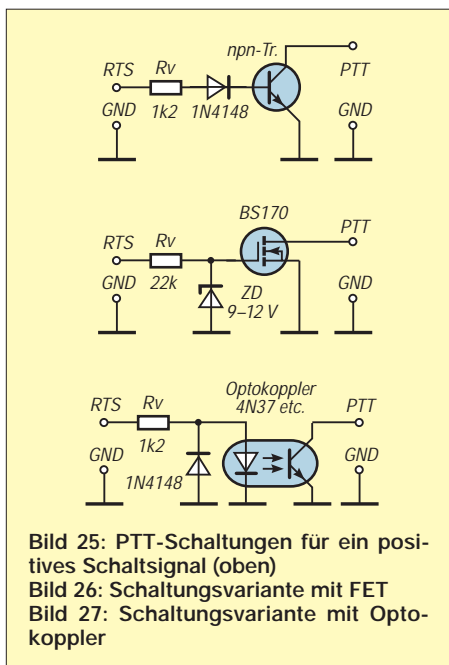 npn-Tr.
RTS Rv PTT
1k2 1N4148
GND GND
BS170
RTS Rv PTT
22k ZD
9–12 V
GND GND
Optokoppler
4N37 etc.
RTS Rv PTT
1k2
GND GND
1N4148
Bild 25: PTT-Schaltungen für ein posi-
tives Schaltsignal (oben)
Bild 26: Schaltungsvariante mit FET
Bild 27: Schaltungsvariante mit Opto-
koppler